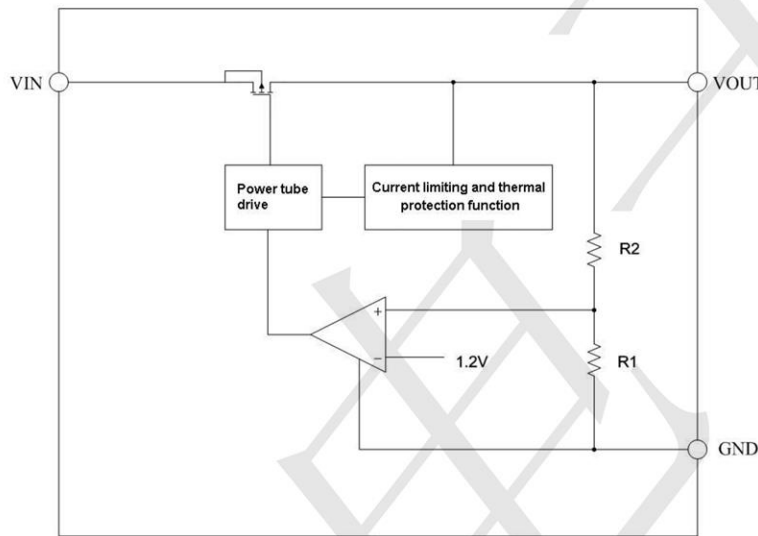 VIN
VOUT
Power tube
drive
Current limiting and thermal
protection function
R2
+
−
1.2V
R1
GND